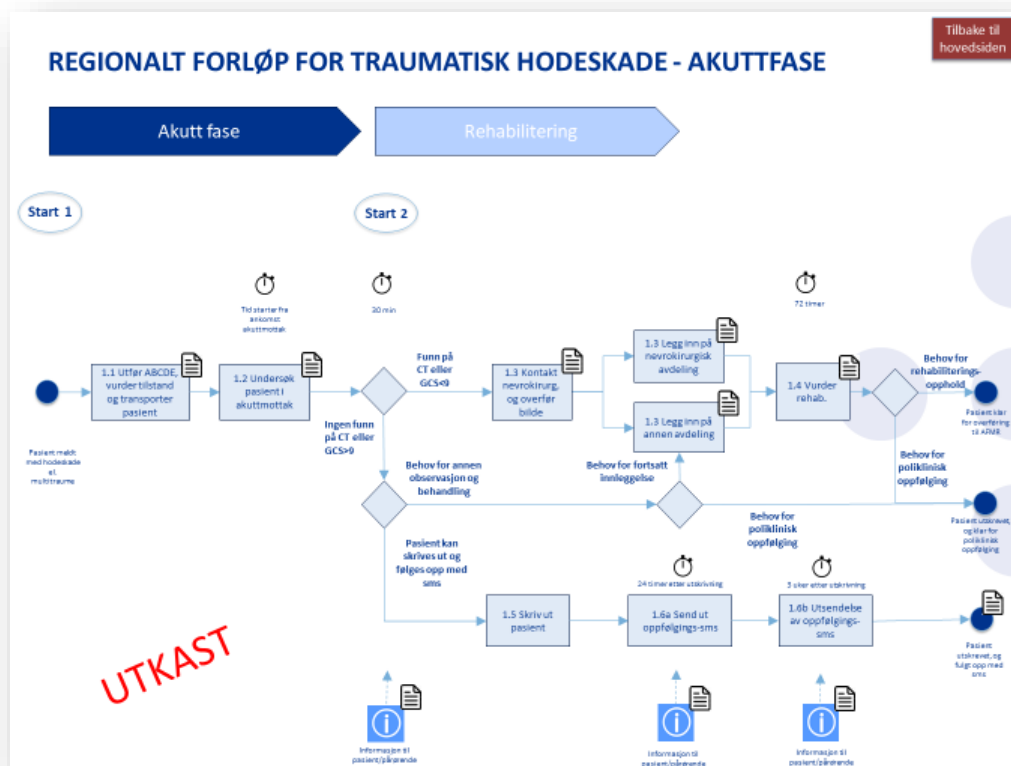 Tilbake til
hovedsiden
REGIONALT FORLØP FOR TRAUMATISK HODESKADE - AKUTTFASE
Akutt fase
Rehabilitering
Start 1
Start 2
Tid starter fra
ankomst
akuttmottak
30 min
72 timer
1.1 Utfør ABCDE,
vurder tilstand
og transporter
pasient
1.2 Undersøk
pasient i
akuttmottak
Funn på
CT eller
GCS<9
1.3 Kontakt
nevrokirurg,
og overfør
bilde
1.3 Legg inn på
nevrokirurgisk
avdeling
1.3 Legg inn på
annen avdeling
1.4 Vurder
rehab.
Behov for
rehabiliterings-
opphold
Pasient klar
for overføring
til AFMR
Pasient meldt
med hodeskade
el.
multitraume
Ingen funn
på CT eller
GCS>9
Behov for annen
observasjon og
behandling
Behov for fortsatt
innleggelse
Behov for
poliklinisk
oppfølging
Behov for
poliklinisk
oppfølging
Pasient utskrevet,
og klar for
poliklinisk
oppfølging
Pasient kan
skrives ut og
følges opp med
sms
24 timer etter utskrivning
3 uker etter utskrivning
1.5 Skriv ut
pasient
1.6a Send ut
oppfølgings-sms
1.6b Utsendelse
av oppfølgings-
sms
Pasient
utskrevet, og
fulgt opp med
sms
UTKAST
Informasjon til
pasient/pårørende
Informasjon til
pasient/pårørende
Informasjon til
pasient/pårørende